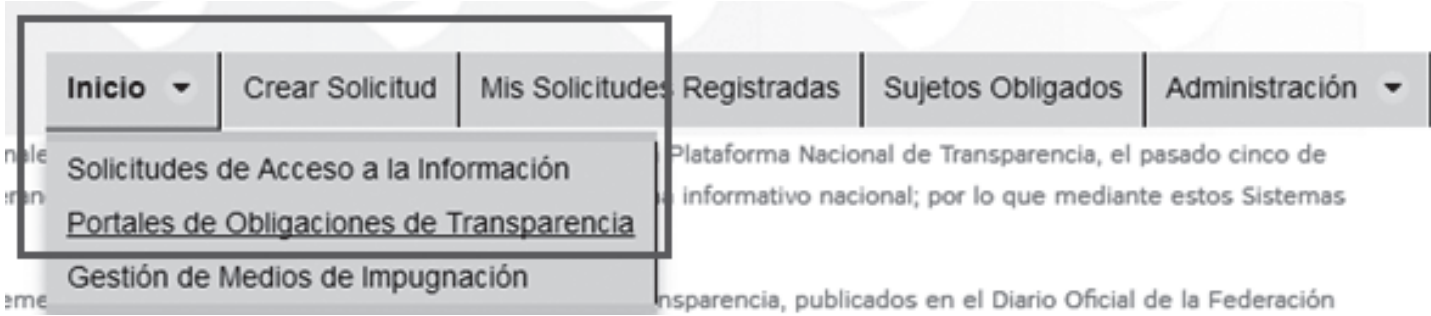 Inicio Crear Solicitud Mis Solicitudes Registradas Sujetos Obligados Administración
Solicitudes de Acceso a la Información
Plataforma Nacional de Transparencia, el pasado cinco de
Portales de Obligaciones de Transparencia
informativo nacional; por lo que mediante estos Sistemas
Gestión de Medios de Impugnación
publicados en el Diario Oficial de la Federación